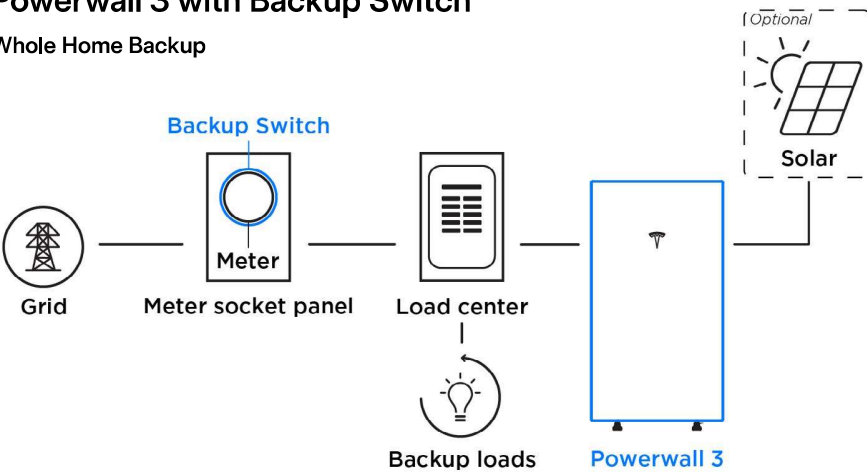 Powerwall 3 with Backup Switch
Whole Home Backup
Optional
Solar
Backup Switch
Meter
Grid
Meter socket panel
Load center
Backup loads
Powerwall 3